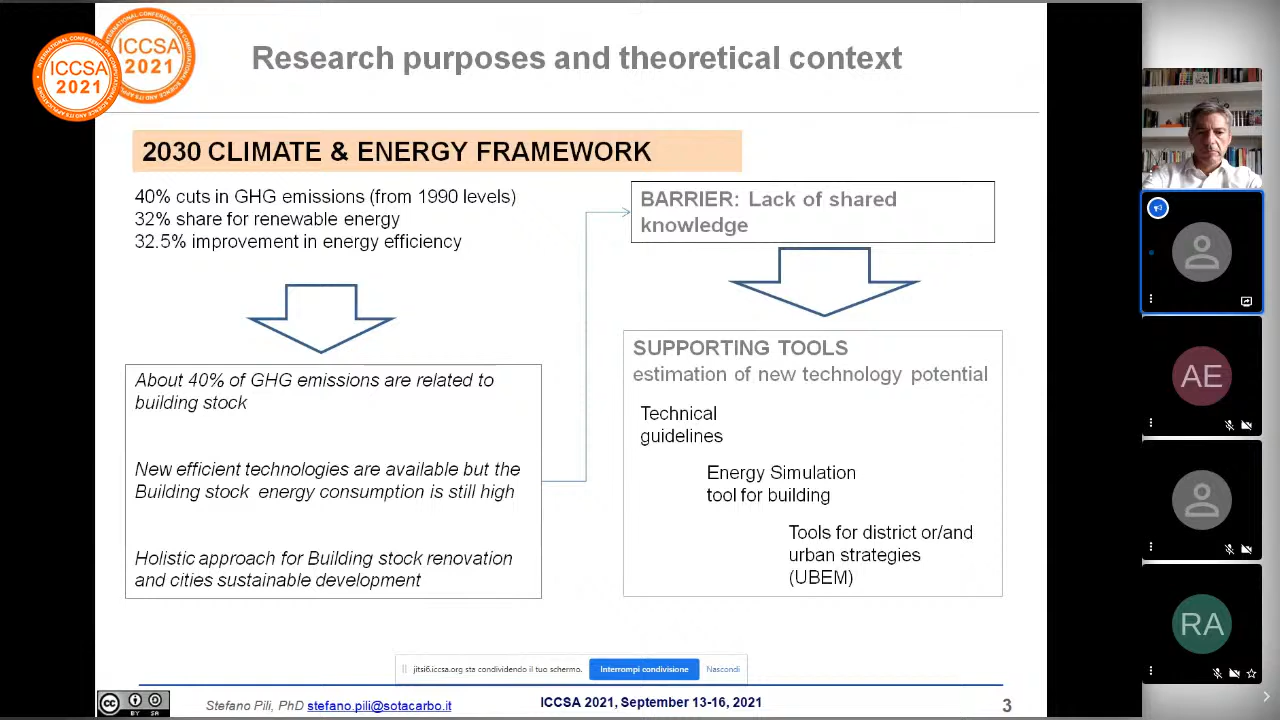 ICCSA
2021
ICCSA
2021
Research purposes and theoretical context
2030 CLIMATE & ENERGY FRAMEWORK
40% cuts in GHG emissions (from 1990 levels)
32% share for renewable energy
32.5% improvement in energy efficiency
BARRIER: Lack of shared
knowledge
About 40% of GHG emissions are related to
building stock
New efficient technologies are available but the
Building stock energy consumption is still high
Holistic approach for Building stock renovation
and cities sustainable development
SUPPORTING TOOLS
estimation of new technology potential
Technical
guidelines
Energy Simulation
tool for building
Tools for district or/and
urban strategies
(UBEM)
AE
RA
jitsi6.iccsa.org sta condividendo il tuo schermo.
Interrompi condivisione
Nascondi
cc
BY SA
Stefano Pili, PhD stefano.pili@sotacarbo.it
ICCSA 2021, September 13-16, 2021
3